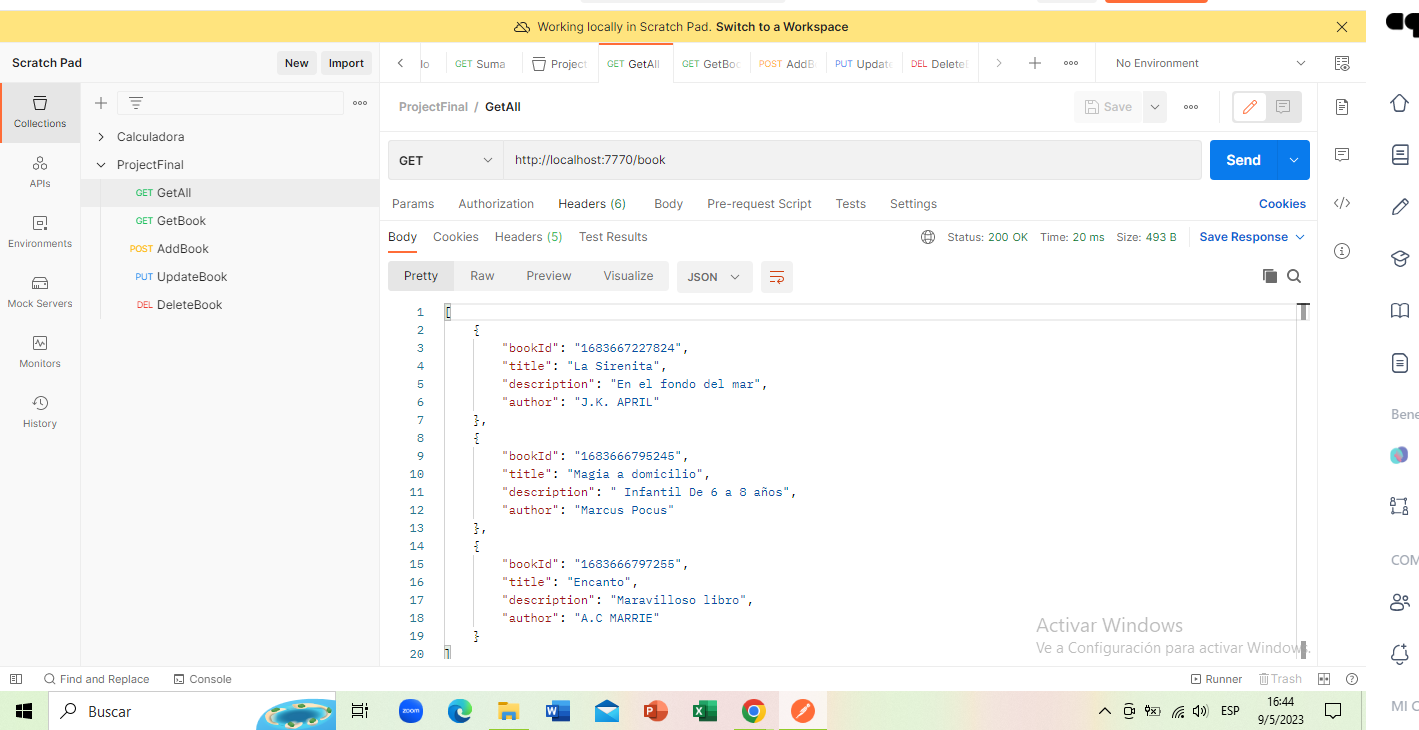 Working locally in Scratch Pad. Switch to a Workspace
Scratch Pad
New
Import
GET Suma
Project
GET GetAll
GET GetBoo
POST AddB
PUT Updat
DEL Delete
No Environment
Collections
APIs
Environments
Mock Servers
Monitors
History
Calculadora
ProjectFinal
GET GetAll
GET GetBook
POST AddBook
PUT UpdateBook
DEL DeleteBook
ProjectFinal / GetAll
Save
GET
http://localhost:7770/book
Send
Params Authorization Headers (6) Body Pre-request Script Tests Settings Cookies
Body Cookies Headers (5) Test Results Status: 200 OK Time: 20 ms Size: 493 B Save Response
Pretty Raw Preview Visualize JSON
1 [
2 {
3 "bookId": "1683667227824",
4 "title": "La Sirenita",
5 "description": "En el fondo del mar",
6 "author": "J.K. APRIL"
7 },
8 {
9 "bookId": "1683666795245",
10 "title": "Magia a domicilio",
11 "description": " Infantil De 6 a 8 años",
12 "author": "Marcus Pocus"
13 },
14 {
15 "bookId": "1683666797255",
16 "title": "Encanto",
17 "description": "Maravilloso libro",
18 "author": "A.C MARRIE"
19 }
20 ]
Activar Windows
Ve a Configuración para activar Windows.
Bene
COM
MI C
Find and Replace Console Runner Trash
Buscar
zoom
ESP
16:44
9/5/2023